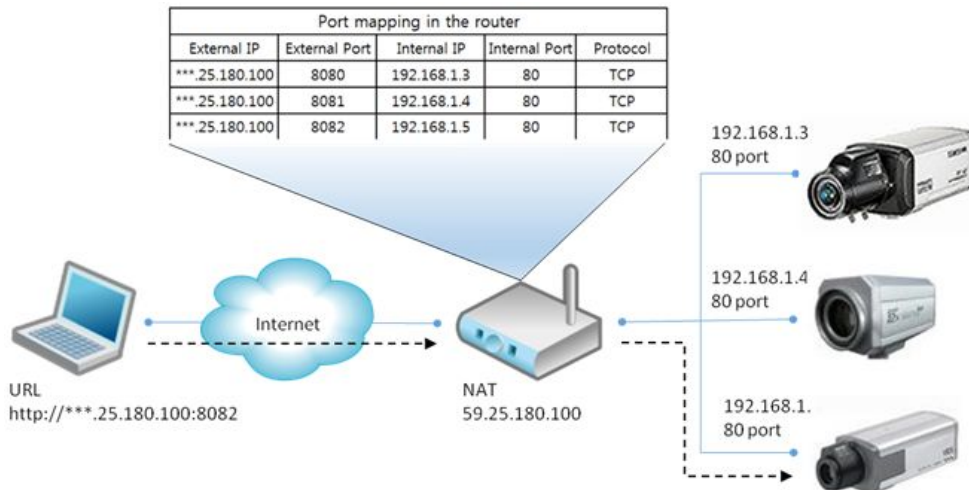 Port mapping in the router
External IP External Port Internal IP Internal Port Protocol
***.25.180.100 8080 192.168.1.3 80 TCP
***.25.180.100 8081 192.168.1.4 80 TCP
***.25.180.100 8082 192.168.1.5 80 TCP
192.168.1.3
80 port
192.168.1.4
80 port
Internet
URL
http://***.25.180.100:8082
NAT
59.25.180.100
192.168.1.
80 port